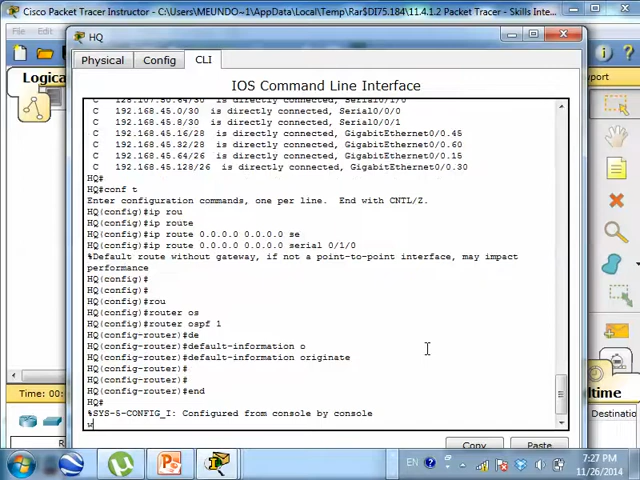 Cisco Packet Tracer Instructor - C:\Users\MEUNDO~1\AppData\Local\Temp\Rar$DI75.184\11.4.1.2 Packet Tracer - Skills Inte...
File
HQ
Physical
Config
CLI
Logical
port
IOS Command Line Interface
is directly connected, Serial0/1/0
C 192.168.45.0/30 is directly connected, Serial0/0/0
C 192.168.45.8/30 is directly connected, Serial0/0/1
C 192.168.45.16/28 is directly connected, GigabitEthernet0/0.45
C 192.168.45.32/28 is directly connected, GigabitEthernet0/0.60
C 192.168.45.64/26 is directly connected, GigabitEthernet0/0.15
C 192.168.45.128/26 is directly connected, GigabitEthernet0/0.30
HQ#
HQ#conf t
Enter configuration commands, one per line. End with CNTL/Z.
HQ(config)#ip rou
HQ(config)#ip route
HQ(config)#ip route 0.0.0.0 0.0.0.0 se
HQ(config)#ip route 0.0.0.0 0.0.0.0 serial 0/1/0
%Default route without gateway, if not a point-to-point interface, may impact
performance
HQ(config)#
HQ(config)#
HQ(config)#rou
HQ(config)#router os
HQ(config)#router ospf 1
HQ(config-router)#de
HQ(config-router)#default-information o
HQ(config-router)#default-information originate
HQ(config-router)#
HQ(config-router)#
HQ(config-router)#end
HQ#
%SYS-5-CONFIG_I: Configured from console by console
w
Copy
Paste
Time: 00:
ltime
Destinatio
EN
7:27 PM
11/26/2014